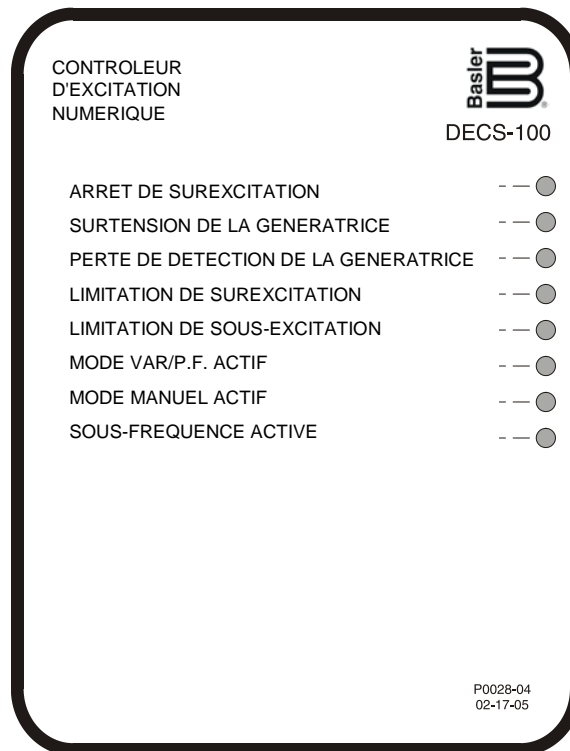 CONTROLEUR
D'EXCITATION
NUMERIQUE
Basler
DECS-100
ARRET DE SUREXCITATION
SURTENSION DE LA GENERATRICE
PERTE DE DETECTION DE LA GENERATRICE
LIMITATION DE SUREXCITATION
LIMITATION DE SOUS-EXCITATION
MODE VAR/P.F. ACTIF
MODE MANUEL ACTIF
SOUS-FREQUENCE ACTIVE
P0028-04
02-17-05